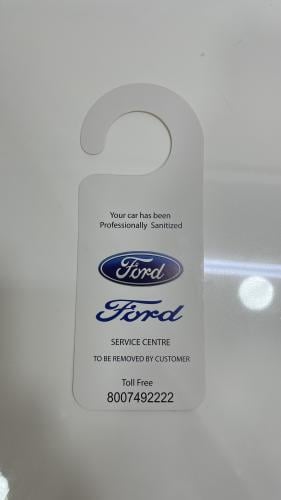 Your car has been
Professionally Sanitized
Ford
Ford
SERVICE CENTRE
TO BE REMOVED BY CUSTOMER
Toll Free
8007492222